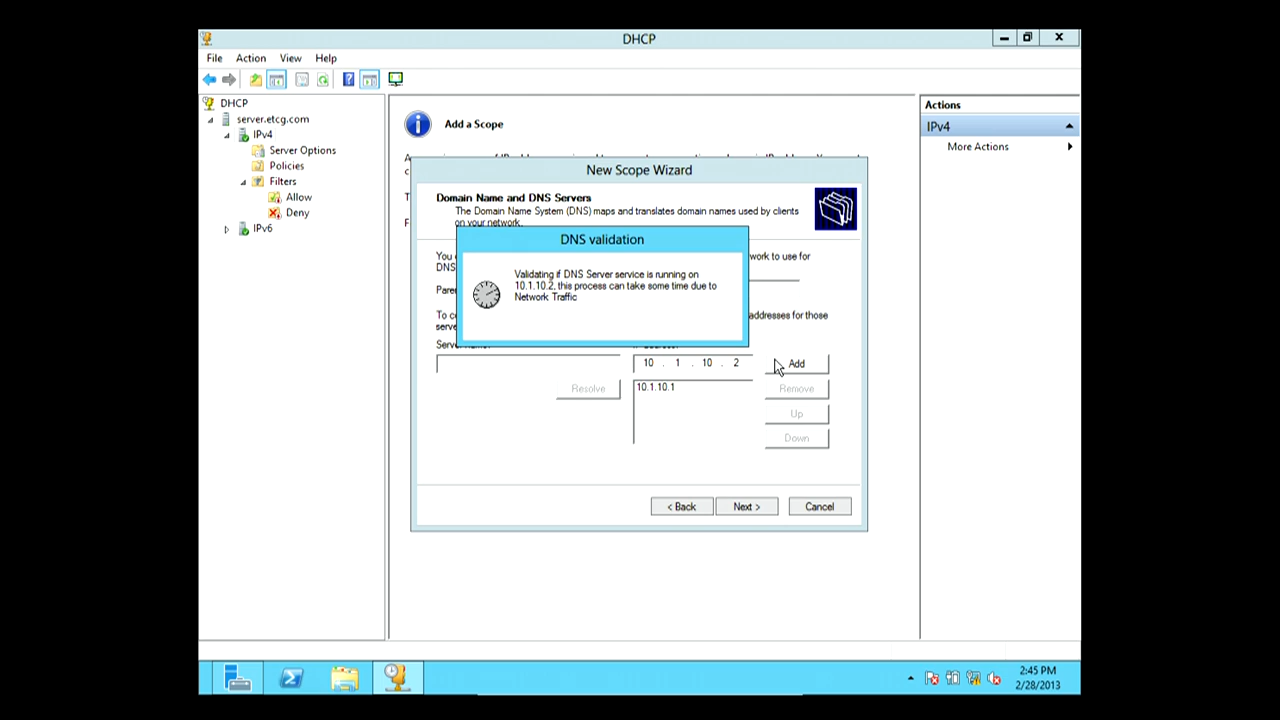 DHCP
File Action View Help
DHCP
server.etcg.com
IPv4
Server Options
Policies
Filters
Allow
Deny
IPv6
Add a Scope
New Scope Wizard
Domain Name and DNS Servers
The Domain Name System (DNS) maps and translates domain names used by clients
on your network.
DNS validation
Validating if DNS Server service is running on
10.1.10.2, this process can take some time due to
Network Traffic
You
work to use for
DNS
addresses for those
10 . 1 . 10 . 2
Add
Resolve
10.1.10.1
Remove
Up
Down
< Back Next > Cancel
Actions
IPv4
More Actions
2:45 PM
2/28/2013